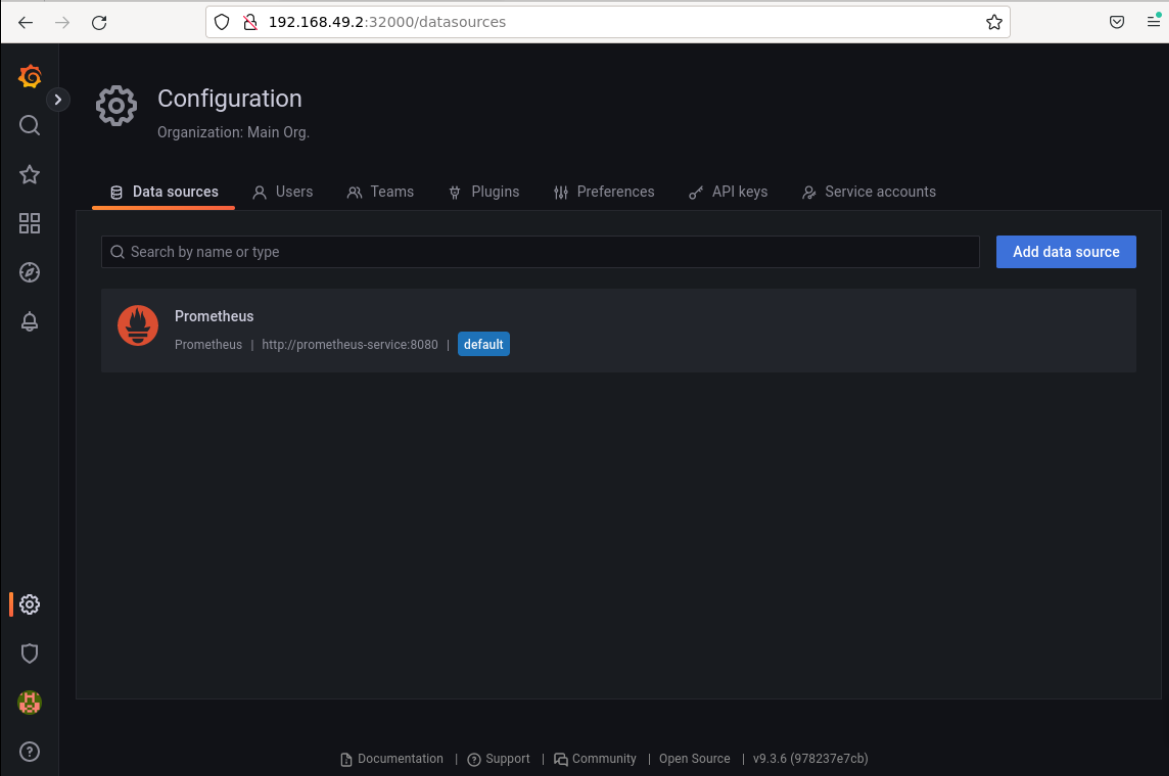 192.168.49.2:32000/datasources
Configuration
Organization: Main Org.
Data sources Users Teams Plugins Preferences API keys Service accounts
Search by name or type Add data source
Prometheus
Prometheus | http://prometheus-service:8080 | default
Documentation | Support | Community | Open Source | v9.3.6 (978237e7cb)